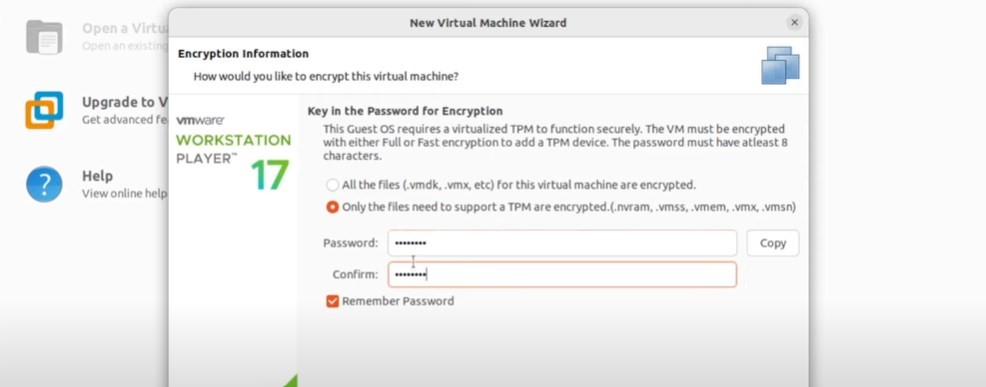 New Virtual Machine Wizard
Open a Virtu
Open an existing
Encryption Information
How would you like to encrypt this virtual machine?
Upgrade to V
Get advanced fe
vmware
WORKSTATION
PLAYER™
17
Key in the Password for Encryption
This Guest OS requires a virtualized TPM to function securely. The VM must be encrypted
with either Full or Fast encryption to add a TPM device. The password must have atleast 8
characters.
All the files (.vmdk, .vmx, etc) for this virtual machine are encrypted.
Only the files need to support a TPM are encrypted.(.nvram, .vmss, .vmem, .vmx, .vmsn)
Help
View online help
Password: ••••••••
Copy
Confirm: ••••••••
Remember Password